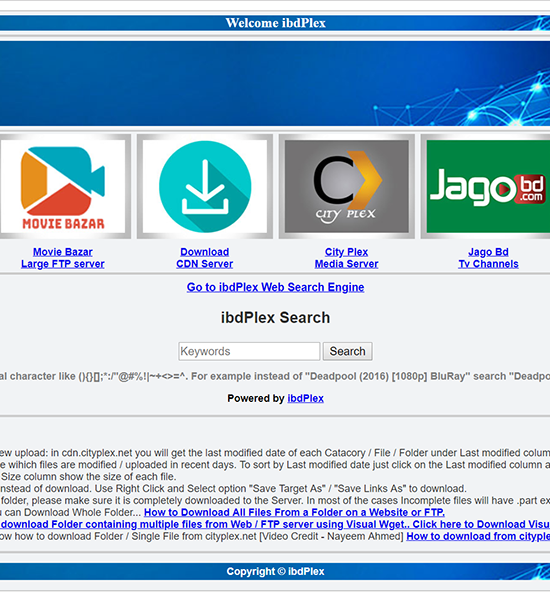 Welcome ibdPlex
MOVIE BAZAR
CITY PLEX
Jago bd
.com
Movie Bazar
Large FTP server
Download
CDN Server
City Plex
Media Server
Jago Bd
Tv Channels
Go to ibdPlex Web Search Engine
ibdPlex Search
Keywords
Search
al character like (){}[];*:/"@#%!|~+<>=^. For example instead of "Deadpool (2016) [1080p] BluRay" search "Deadpo
Powered by ibdPlex
ew upload: in cdn.cityplex.net you will get the last modified date of each Catacory / File / Folder under Last modified colum
e wihich files are modified / uploaded in recent days. To sort by Last modified date just click on the Last modified column a
Size column show the size of each file.
nstead of download. Use Right Click and Select option "Save Target As" / "Save Links As" to download.
folder, please make sure it is completely downloaded to the Server. In most of the cases Incomplete files will have .part ex
u can Download Whole Folder... How to Download All Files From a Folder on a Website or FTP.
download Folder containing multiple files from Web / FTP server using Visual Wget.. Click here to Download Visu
ow how to download Folder / Single File from cityplex.net [Video Credit - Nayeem Ahmed] How to download from cityple
Copyright © ibdPlex